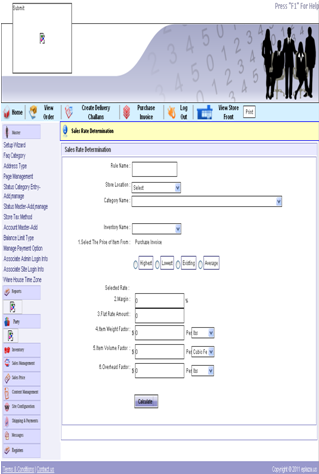 Submit
Press "F1" For Help
Home
View Order
Create Delivery Challans
Purchase Invoice
Log Out
View Store Front
Print
Master
Sales Rate Determination
Setup Wizard
Faq Category
Address Type
Page Management
Status Category Entry-Add,manage
Status Master-Add,manage
Store Tax Method
Account Master-Add
Balance Limit Type
Manage Payment Option
Associate Admin Login Info
Associate Site Login Info
Ware House Time Zone
Imports
Party
Inventory
Sales Management
Sales Price
Content Management
Site Configuration
Shipping & Payments
Messages
Sales Rate Determination
Rule Name :
Store Location : Select
Category Name :
Inventory Name :
1.Select The Price of Item From : Purchase Invoice
Highest Lowest Existing Average
Selected Rate :
2.Margin : 0 %
3.Flat Rate Amount : 0
4.Item Weight Factor : $ 0 Per lbs
5.Item Volume Factor : $ 0 Per Cubic Fe
6.Overhead Factor : $ 0 Per lbs
Calculate
Terms & Conditions | Contact us
Copyright © 2011 eplaza.us